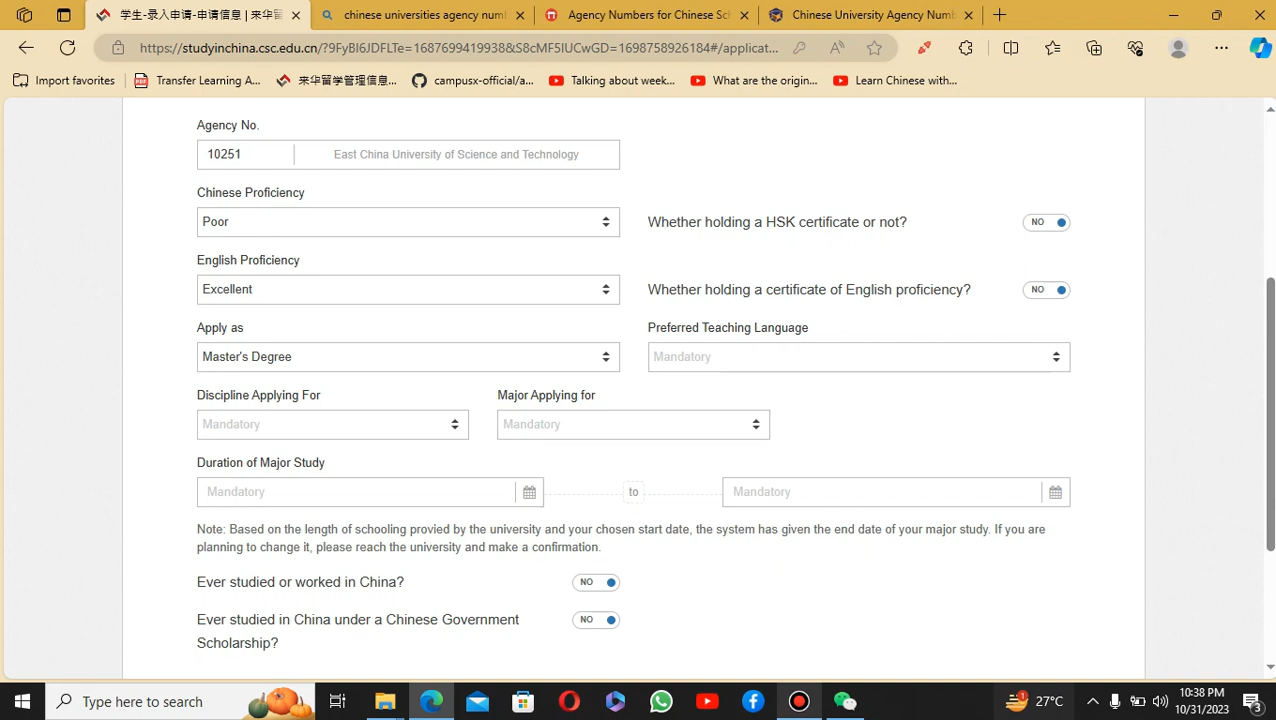 学生-录入申请-申请信息 | 来华留
chinese universities agency num
Agency Numbers for Chinese Sc
Chinese University Agency Numb
https://studyinchina.csc.edu.cn/?9FyBI6JDFLTe=1687699419938&S8cMF5IUCwGD=1698758926184#/applicat...
Import favorites
Transfer Learning A...
来华留学管理信息...
campusx-official/a...
Talking about week...
What are the origin...
Learn Chinese with...
Agency No.
10251
East China University of Science and Technology
Chinese Proficiency
Poor
Whether holding a HSK certificate or not?
NO
English Proficiency
Excellent
Whether holding a certificate of English proficiency?
NO
Apply as
Preferred Teaching Language
Master's Degree
Mandatory
Discipline Applying For
Major Applying for
Mandatory
Mandatory
Duration of Major Study
Mandatory
to
Mandatory
Note: Based on the length of schooling provied by the university and your chosen start date, the system has given the end date of your major study. If you are
planning to change it, please reach the university and make a confirmation.
Ever studied or worked in China?
NO
Ever studied in China under a Chinese Government
Scholarship?
NO
Type here to search
1
27°C
10:38 PM
10/31/2023
3